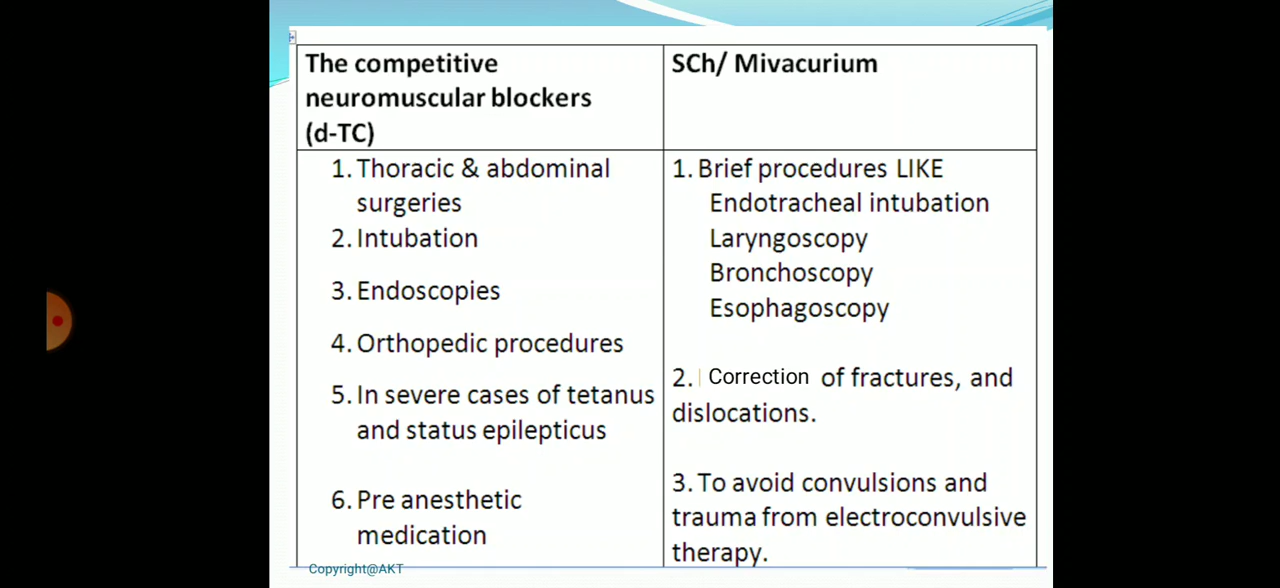 The competitive
neuromuscular blockers
(d-TC)
SCh/ Mivacurium
1. Thoracic & abdominal
surgeries
2. Intubation
3. Endoscopies
4. Orthopedic procedures
5. In severe cases of tetanus
and status epilepticus
6. Pre anesthetic
medication
1. Brief procedures LIKE
Endotracheal intubation
Laryngoscopy
Bronchoscopy
Esophagoscopy
2. Correction of fractures, and
dislocations.
3. To avoid convulsions and
trauma from electroconvulsive
therapy.
Copyright@AKT